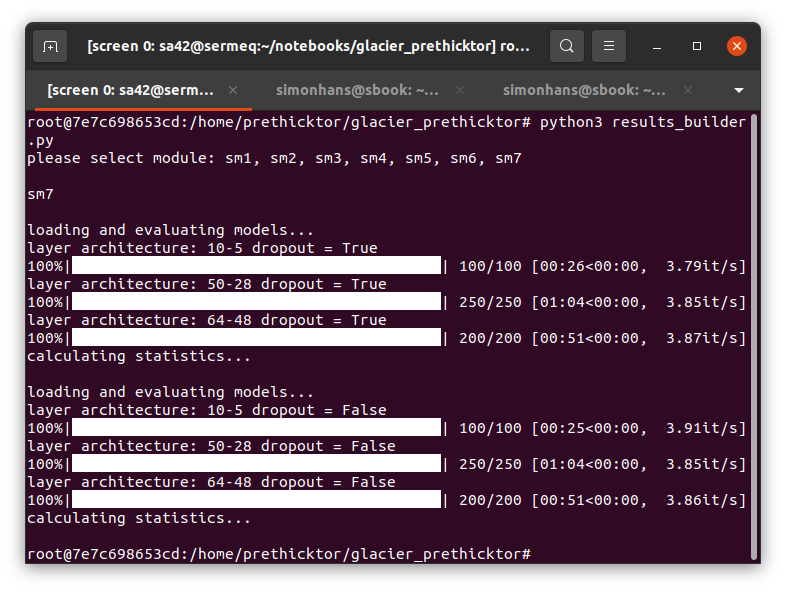 [screen 0: sa42@sermeq:~/notebooks/glacier_prethicktor] ro...
[screen 0: sa42@serm... × simonhans@sbook: ~... × simonhans@sbook: ~... ×
root@7e7c698653cd:/home/prethicktor/glacier_prethicktor# python3 results_builder
.py
please select module: sm1, sm2, sm3, sm4, sm5, sm6, sm7
sm7
loading and evaluating models...
layer architecture: 10-5 dropout = True
100%| | 100/100 [00:26<00:00, 3.79it/s]
layer architecture: 50-28 dropout = True
100%| | 250/250 [01:04<00:00, 3.85it/s]
layer architecture: 64-48 dropout = True
100%| | 200/200 [00:51<00:00, 3.87it/s]
calculating statistics...
loading and evaluating models...
layer architecture: 10-5 dropout = False
100%| | 100/100 [00:25<00:00, 3.91it/s]
layer architecture: 50-28 dropout = False
100%| | 250/250 [01:04<00:00, 3.85it/s]
layer architecture: 64-48 dropout = False
100%| | 200/200 [00:51<00:00, 3.86it/s]
calculating statistics...
root@7e7c698653cd:/home/prethicktor/glacier_prethicktor#